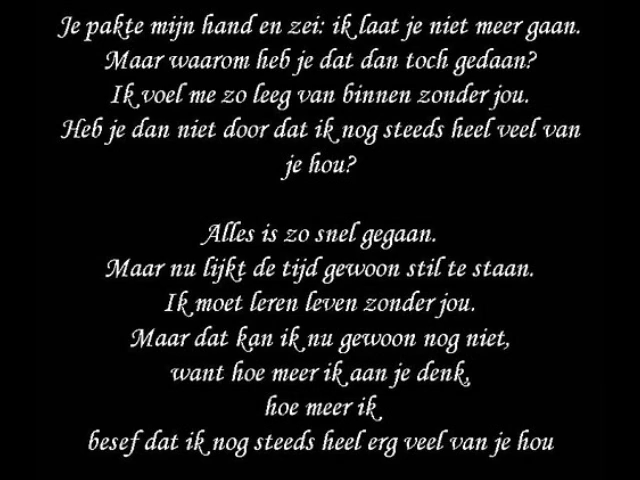 Je pakte mijn hand en zei: ik laat je niet meer gaan.
Maar waarom heb je dat dan toch gedaan?
Ik voel me zo leeg van binnen zonder jou.
Heb je dan niet door dat ik nog steeds heel veel van
je hou?
Alles is zo snel gegaan.
Maar nu lijkt de tijd gewoon stil te staan.
Ik moet leren leven zonder jou.
Maar dat kan ik nu gewoon nog niet,
want hoe meer ik aan je denk,
hoe meer ik
besef dat ik nog steeds heel erg veel van je hou